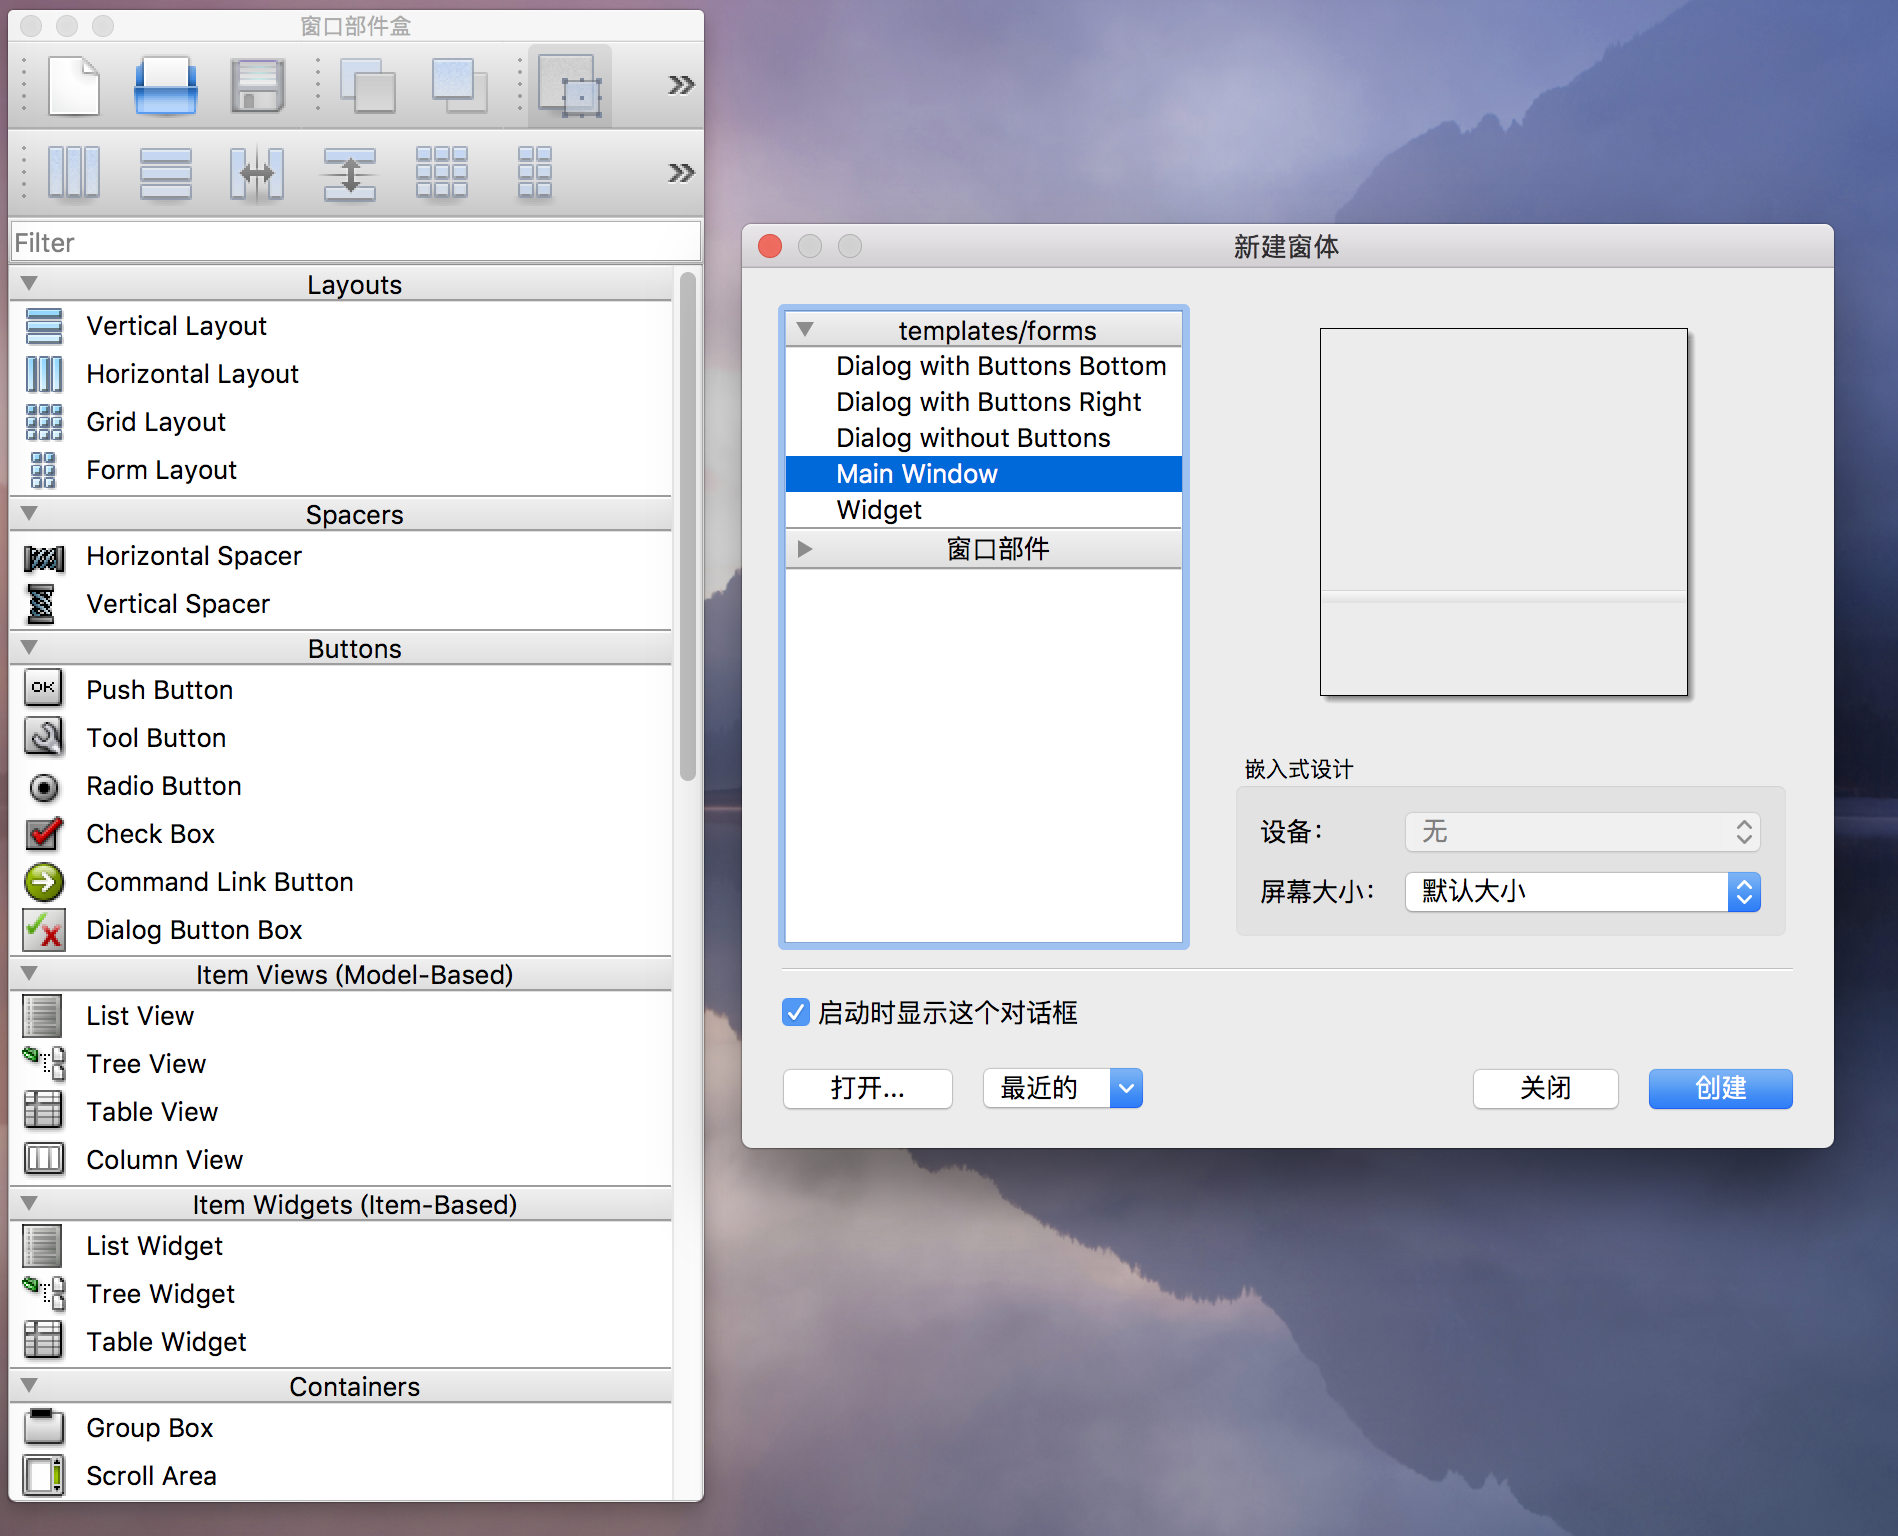 窗口部件盒
Filter
Layouts
Vertical Layout
Horizontal Layout
Grid Layout
Form Layout
Spacers
Horizontal Spacer
Vertical Spacer
Buttons
OK
Push Button
Tool Button
Radio Button
Check Box
Command Link Button
Dialog Button Box
Item Views (Model-Based)
List View
Tree View
Table View
Column View
Item Widgets (Item-Based)
List Widget
Tree Widget
Table Widget
Containers
Group Box
Scroll Area
新建窗体
templates/forms
Dialog with Buttons Bottom
Dialog with Buttons Right
Dialog without Buttons
Main Window
Widget
窗口部件
嵌入式设计
设备： 无
屏幕大小： 默认大小
启动时显示这个对话框
打开... 最近的 关闭 创建